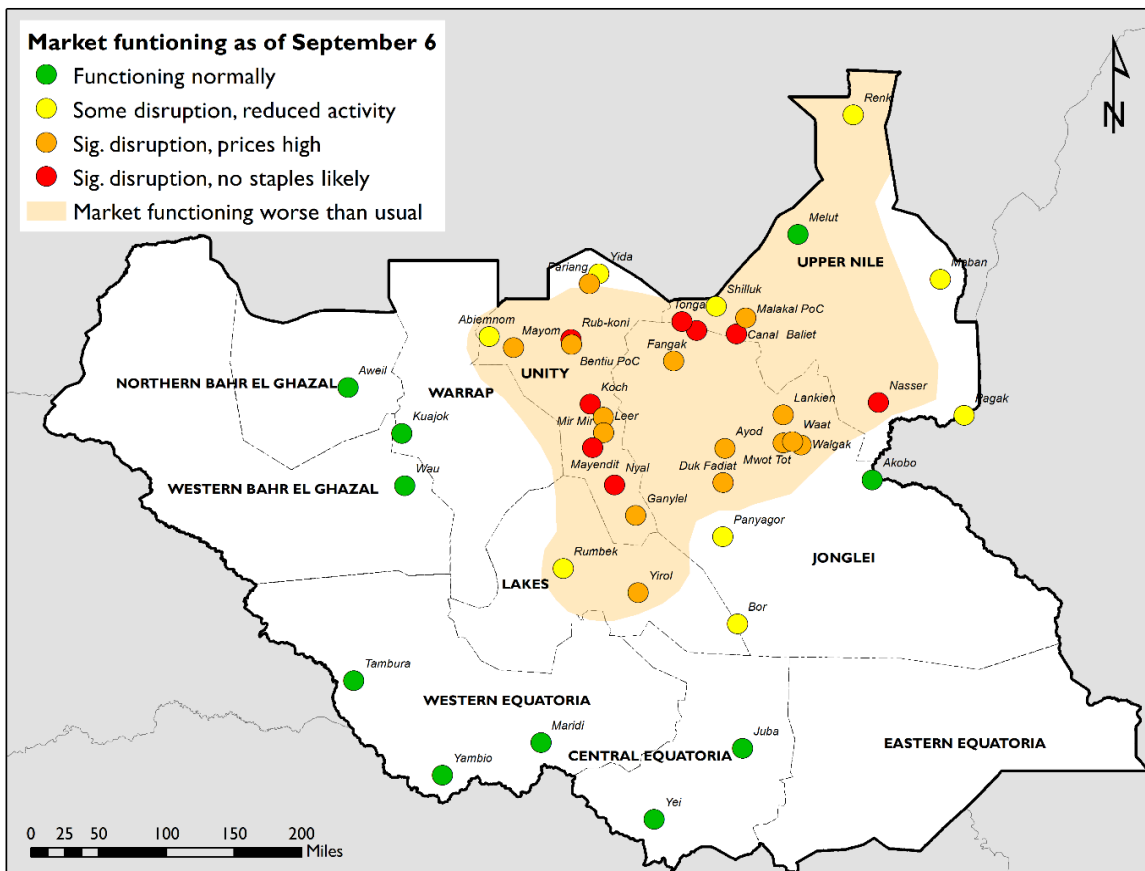 Market funtioning as of September 6
Functioning normally
Some disruption, reduced activity
Sig. disruption, prices high
Sig. disruption, no staples likely
Market functioning worse than usual
N
Renk
Melut
UPPER NILE
Maban
Yida
Pariang
Shilluk
Tonga
Malakal PoC
Abiemnom
Mayom
Rub-koni
Canal Baliet
Fangak
Bentiu PoC
UNITY
NORTHERN BAHR EL GHAZAL
Aweil
WARRAP
Koch
Nasser
Lankien
Pagak
Kuajok
Mir Mir
Leer
Ayod
Waat
Walgak
Mwot Tot
Wau
WESTERN BAHR EL GHAZAL
Mayendit
Nyal
Duk Fadiat
Akobo
Ganylel
Panyagor
Rumbek
JONGLEI
LAKES
Yirol
Bor
Tambura
WESTERN EQUATORIA
Maridi
Juba
EASTERN EQUATORIA
CENTRAL EQUATORIA
Yambio
Yei
0 25 50 100 150 200
Miles